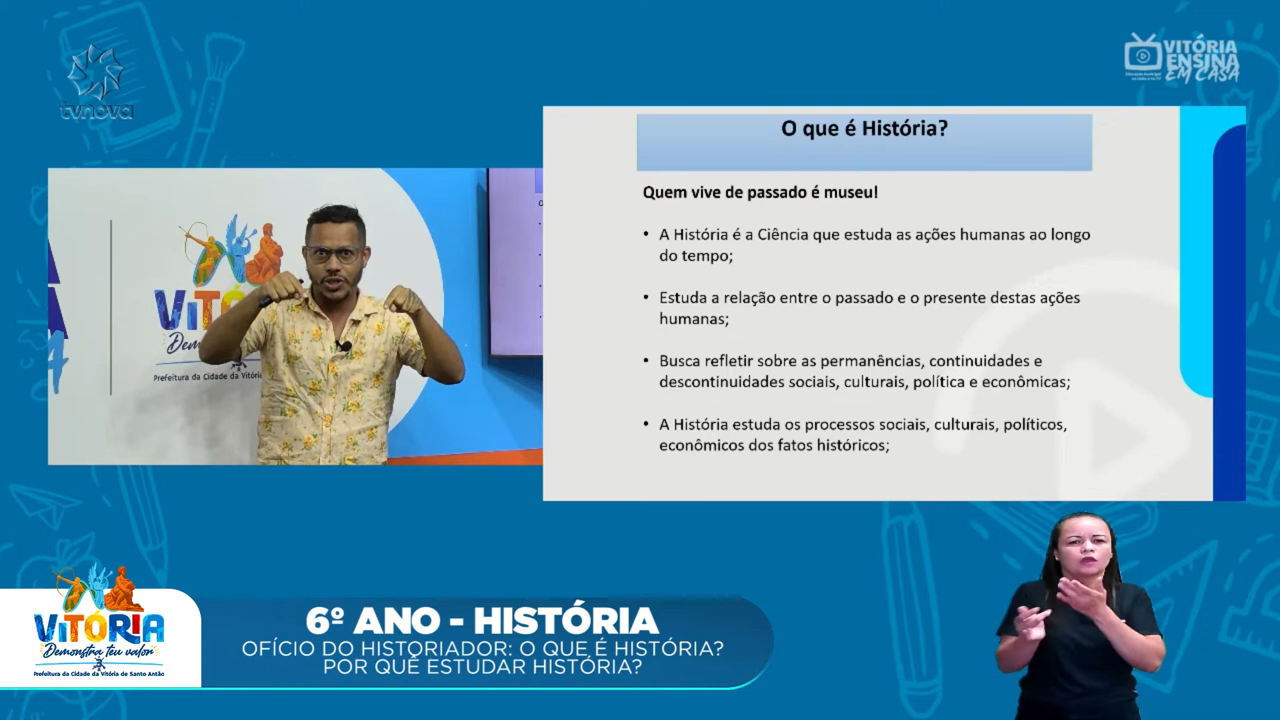 tvnova
VITÓRIA
ENSINA
EM CASA
O que é História?
Quem vive de passado é museu!
• A História é a Ciência que estuda as ações humanas ao longo
do tempo;
• Estuda a relação entre o passado e o presente destas ações
humanas;
• Busca refletir sobre as permanências, continuidades e
descontinuidades sociais, culturais, política e econômicas;
• A História estuda os processos sociais, culturais, políticos,
econômicos dos fatos históricos;
Prefeitura da Cidade da Vitória
6º ANO - HISTÓRIA
OFÍCIO DO HISTORIADOR: O QUE É HISTÓRIA?
POR QUE ESTUDAR HISTÓRIA?
VITÓRIA
Demonstra teu valor
Prefeitura da Cidade da Vitória de Santo Antão